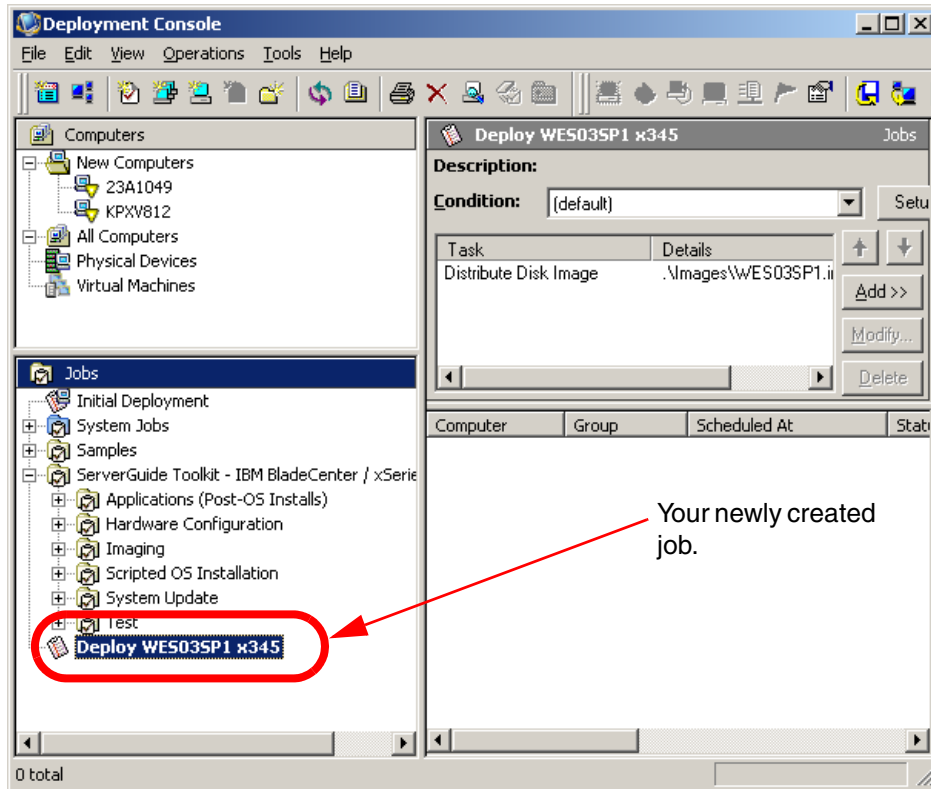 Deployment Console
File Edit View Operations Tools Help
Computers
New Computers
23A1049
KPXV812
All Computers
Physical Devices
Virtual Machines
Jobs
Initial Deployment
System Jobs
Samples
ServerGuide Toolkit - IBM BladeCenter / xSerie
Applications (Post-OS Installs)
Hardware Configuration
Imaging
Scripted OS Installation
System Update
Test
Deploy WES03SP1 x345
0 total
Deploy WES03SP1 x345 Jobs
Description:
Condition: (default) Setu
Task Details
Distribute Disk Image .\Images\WES03SP1.i
Add >>
Modify...
Delete
Computer Group Scheduled At Stat
Your newly created
job.